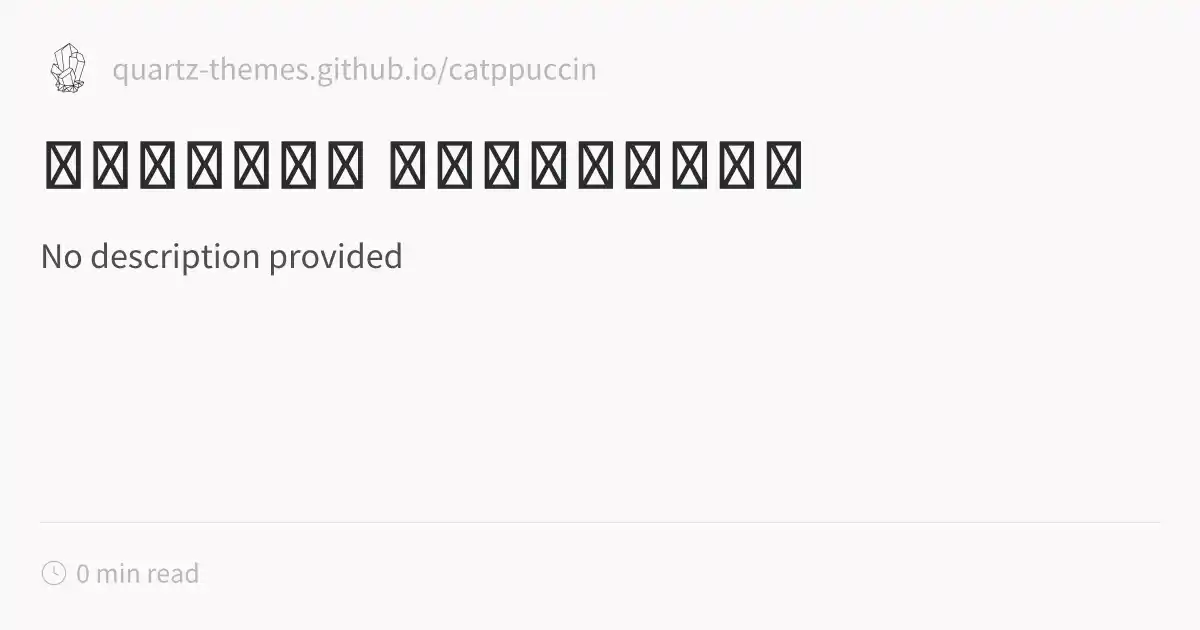 quartz-themes.github.io/catppuccin
No description provided
0 min read